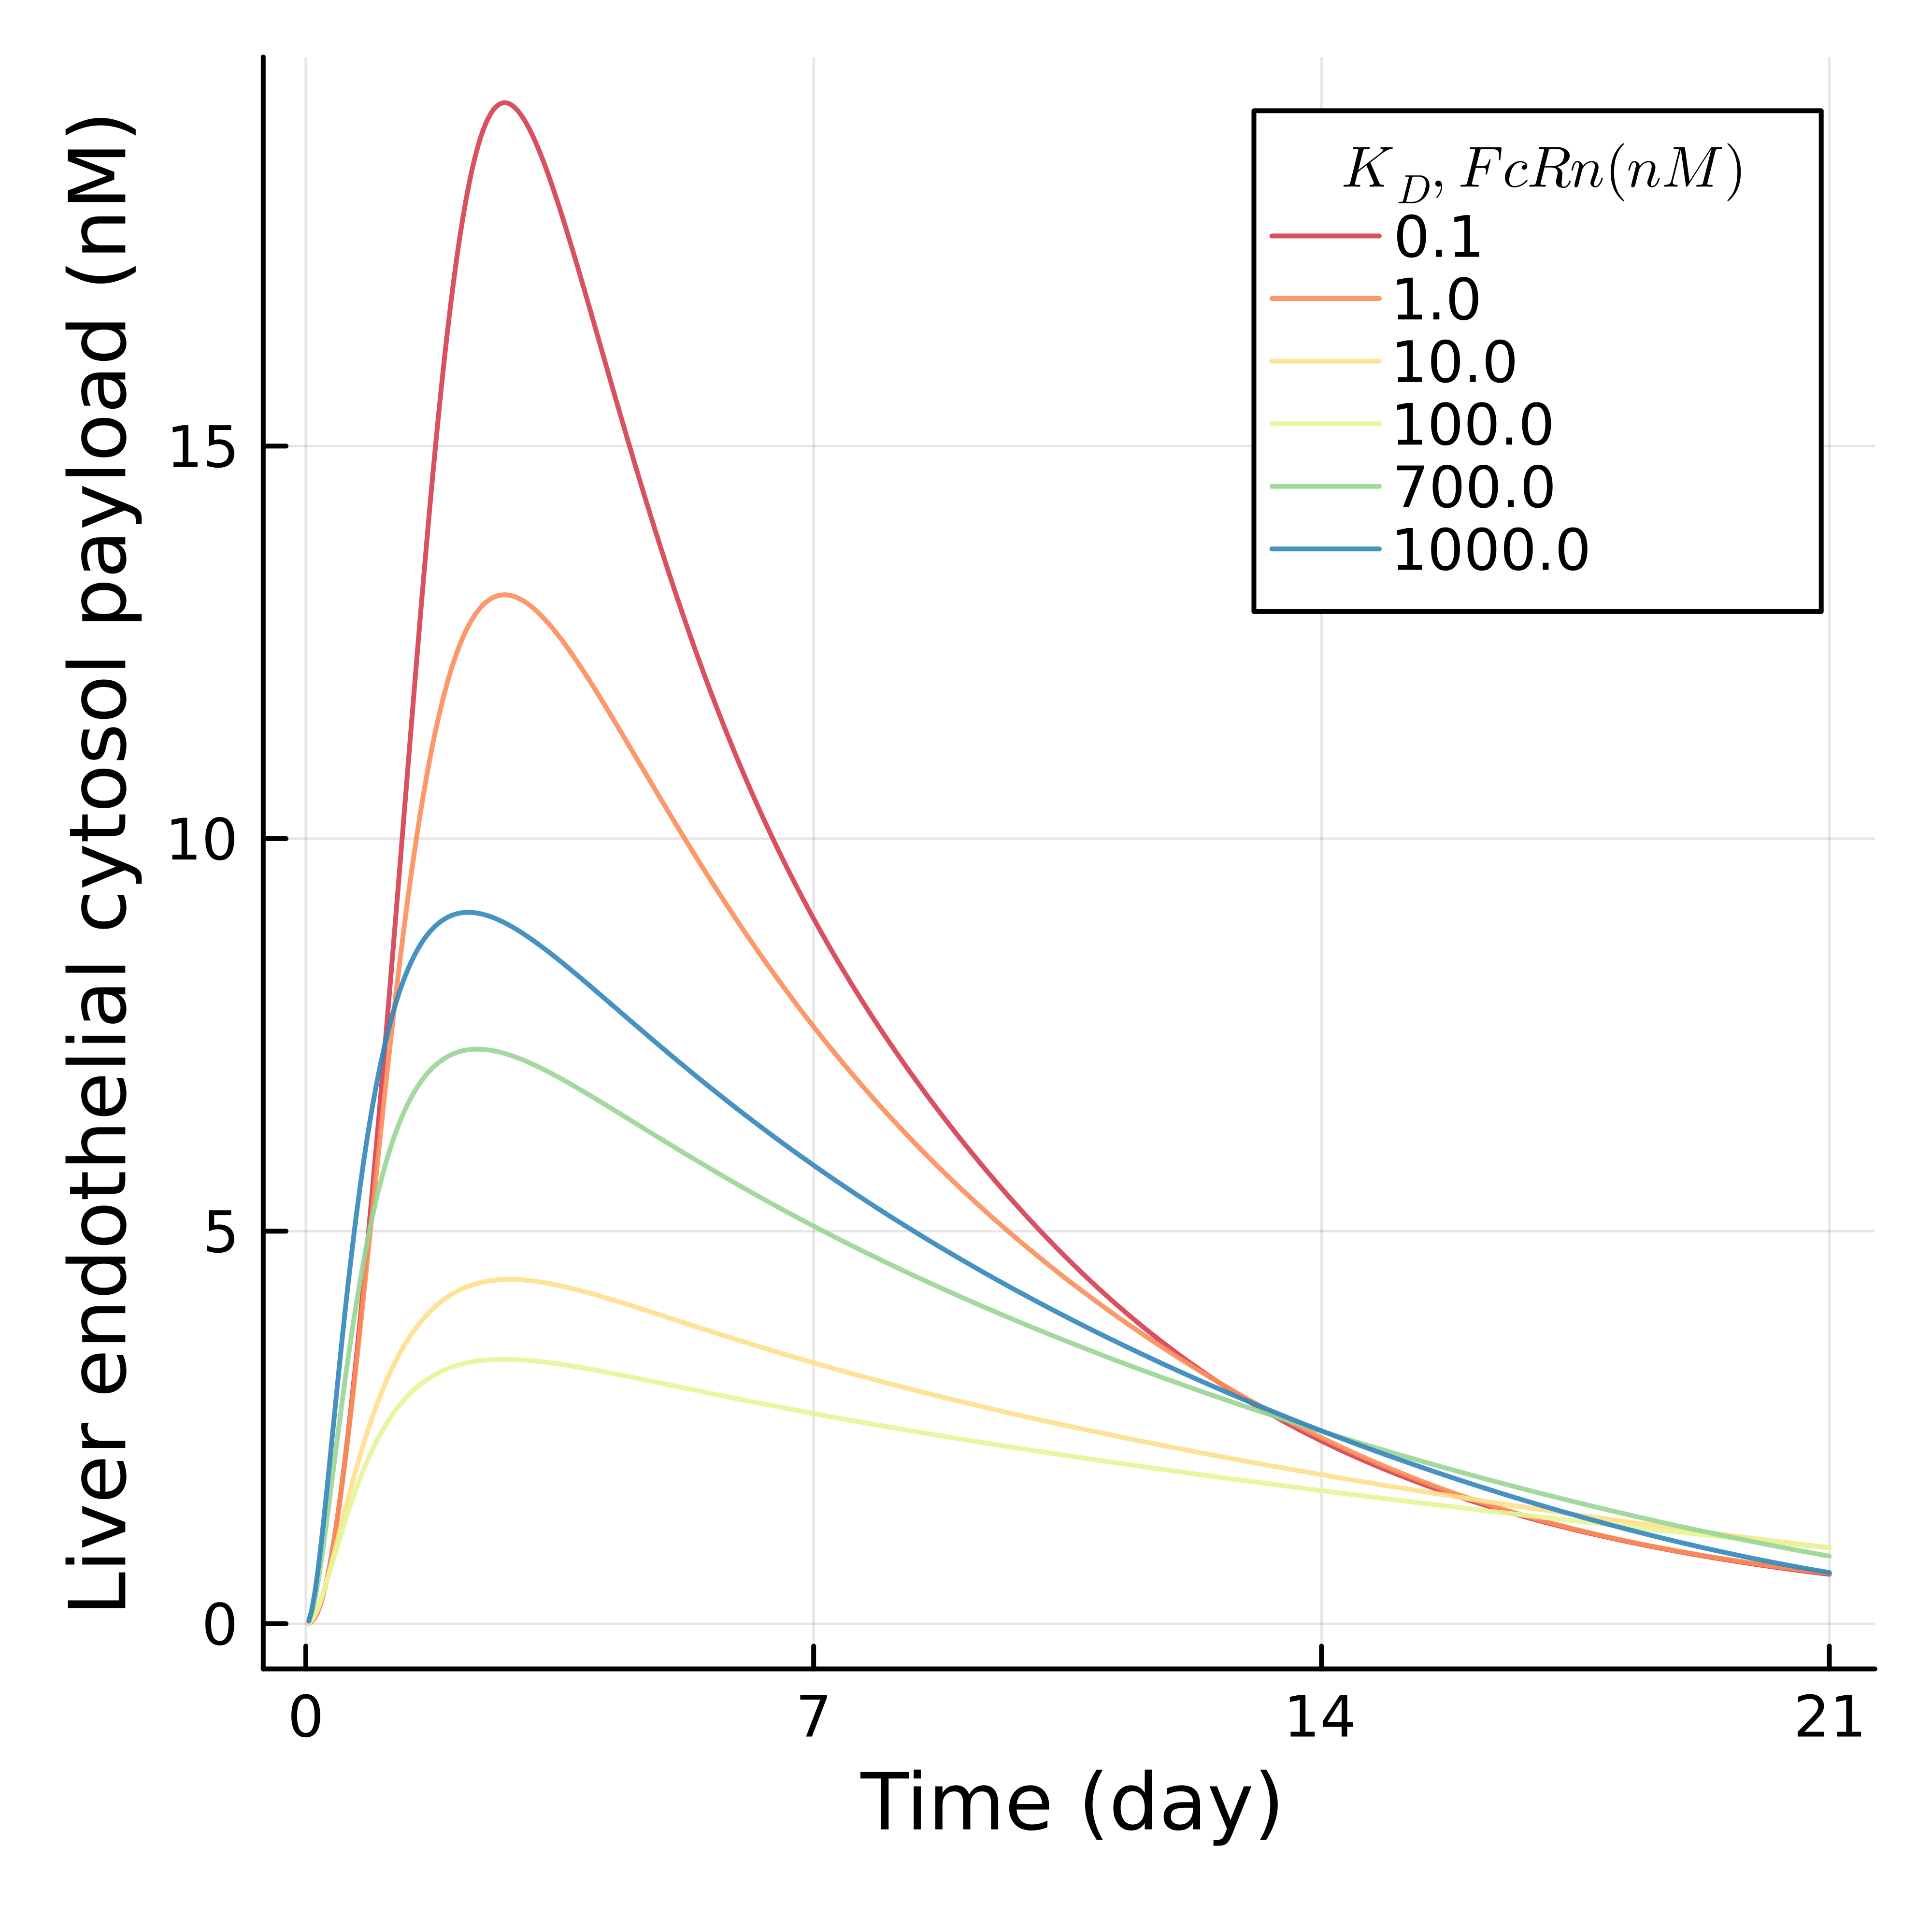 Liver endothelial cytosol payload (nM)
15
10
5
0
K_D, FcRn(nM)
0.1
1.0
10.0
100.0
700.0
1000.0
0 7 14 21
Time (day)